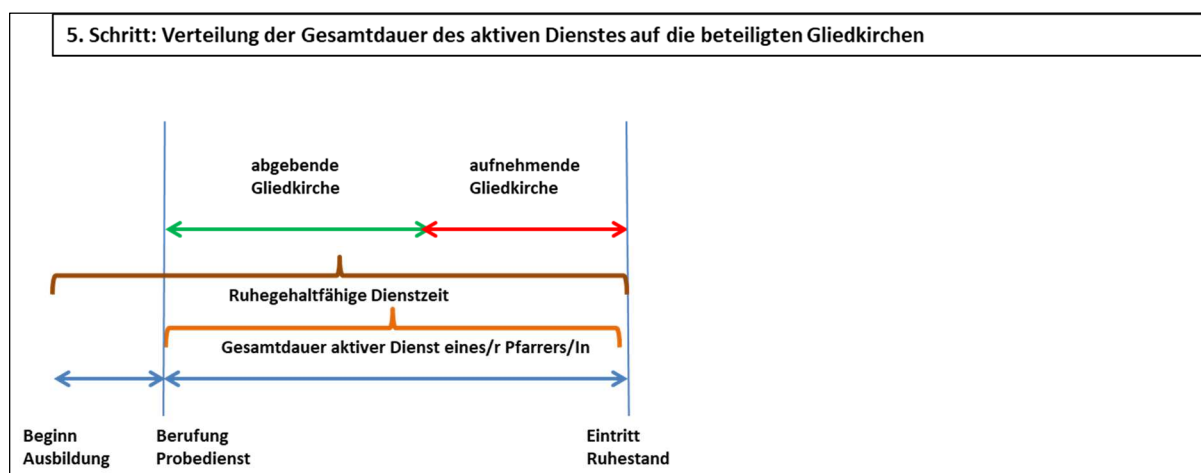 5. Schritt: Verteilung der Gesamtdauer des aktiven Dienstes auf die beteiligten Gliedkirchen
abgebende
Gliedkirche
aufnehmende
Gliedkirche
Ruhegehaltfähige Dienstzeit
Gesamtdauer aktiver Dienst eines/r Pfarrers/In
Beginn
Ausbildung
Berufung
Probedienst
Eintritt
Ruhestand